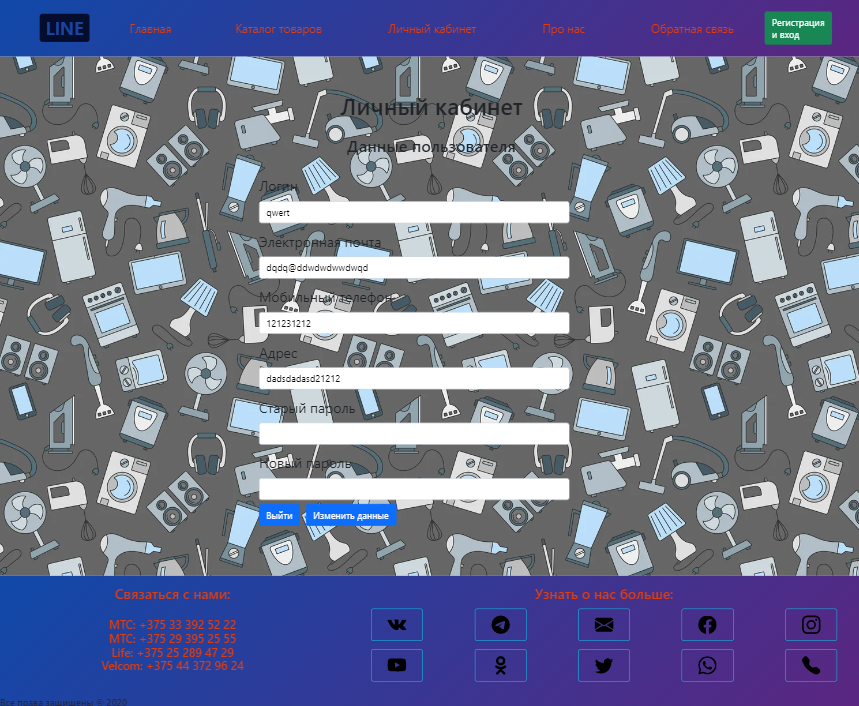 LINE
Главная
Каталог товаров
Личный кабинет
Про нас
Обратная связь
Регистрация
и вход
Личный кабинет
Данные пользователя
Логин
qwert
Электронная почта
dqdq@ddwdwdwwdwqd
Мобильный телефон
121231212
Адрес
dadsdadasd21212
Старый пароль
Новый пароль
Выйти
Изменить данные
Связаться с нами:
МТС: +375 33 392 52 22
МТС: +375 29 395 25 55
Life: +375 25 289 47 29
Velcom: +375 44 372 96 24
Узнать о нас больше:
Все права защищены © 2020